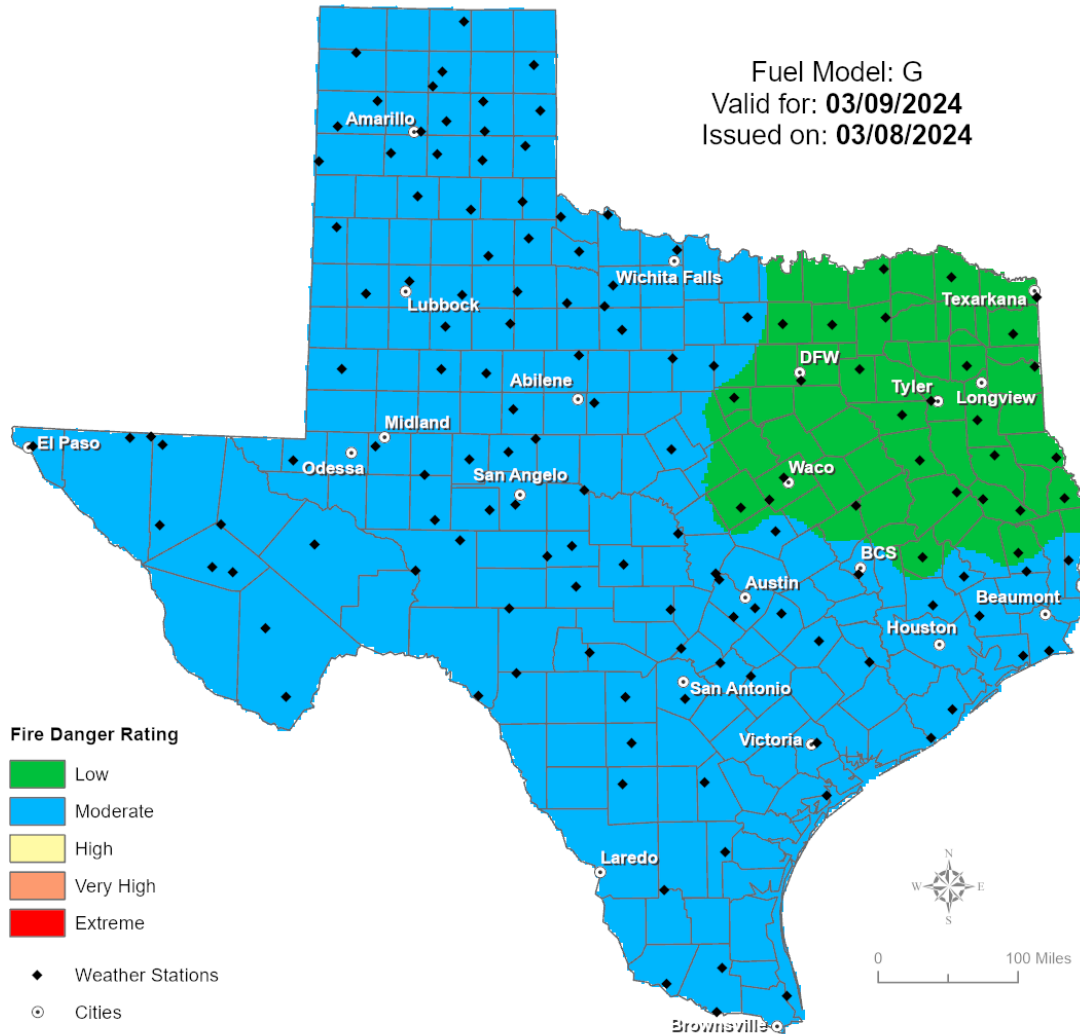 Fuel Model: G
Valid for: 03/09/2024
Issued on: 03/08/2024
Amarillo
Wichita Falls
Lubbock
Texarkana
DFW
Abilene
Tyler
Longview
Midland
El Paso
Odessa
San Angelo
Waco
BCS
Austin
Beaumont
Houston
San Antonio
Victoria
Laredo
Brownsville
Fire Danger Rating
Low
Moderate
High
Very High
Extreme
Weather Stations
Cities
N
W E
S
0 100 Miles